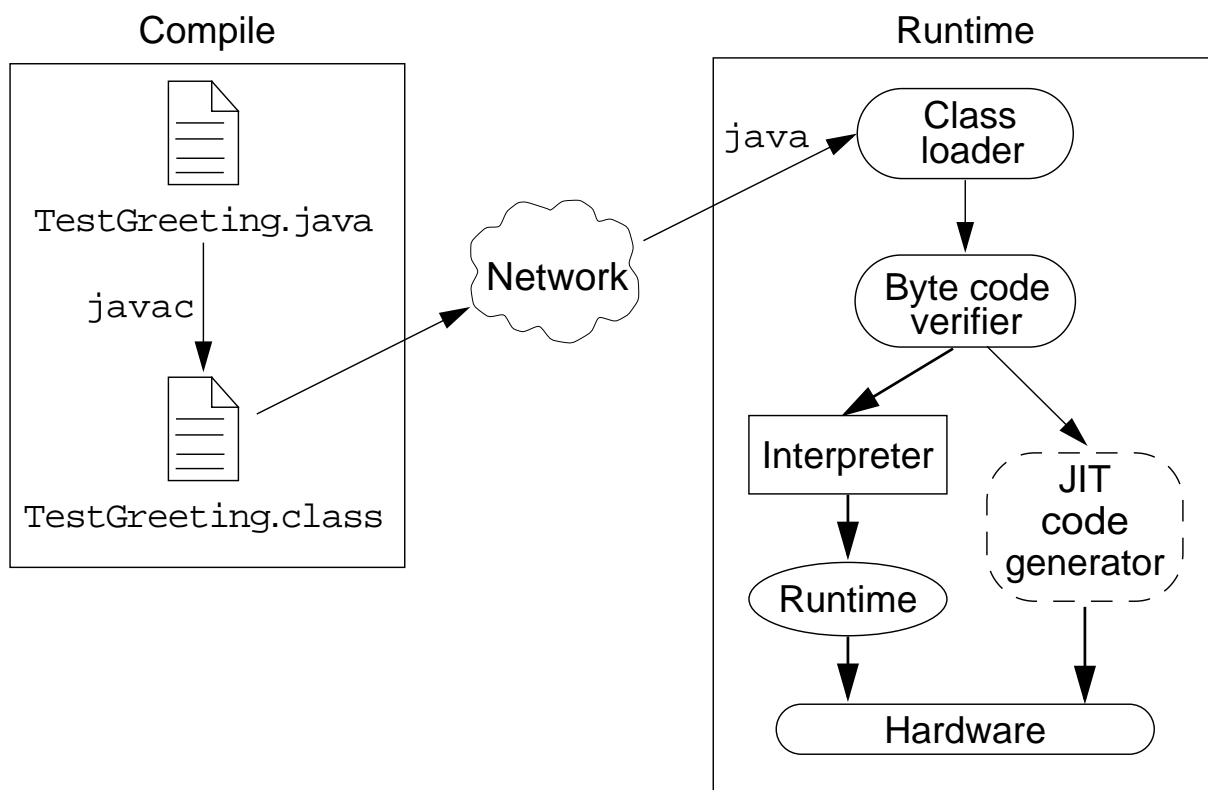 Compile
TestGreeting.java
javac
TestGreeting.class
Network
java
Runtime
Class
loader
Byte code
verifier
Interpreter
JIT
code
generator
Runtime
Hardware